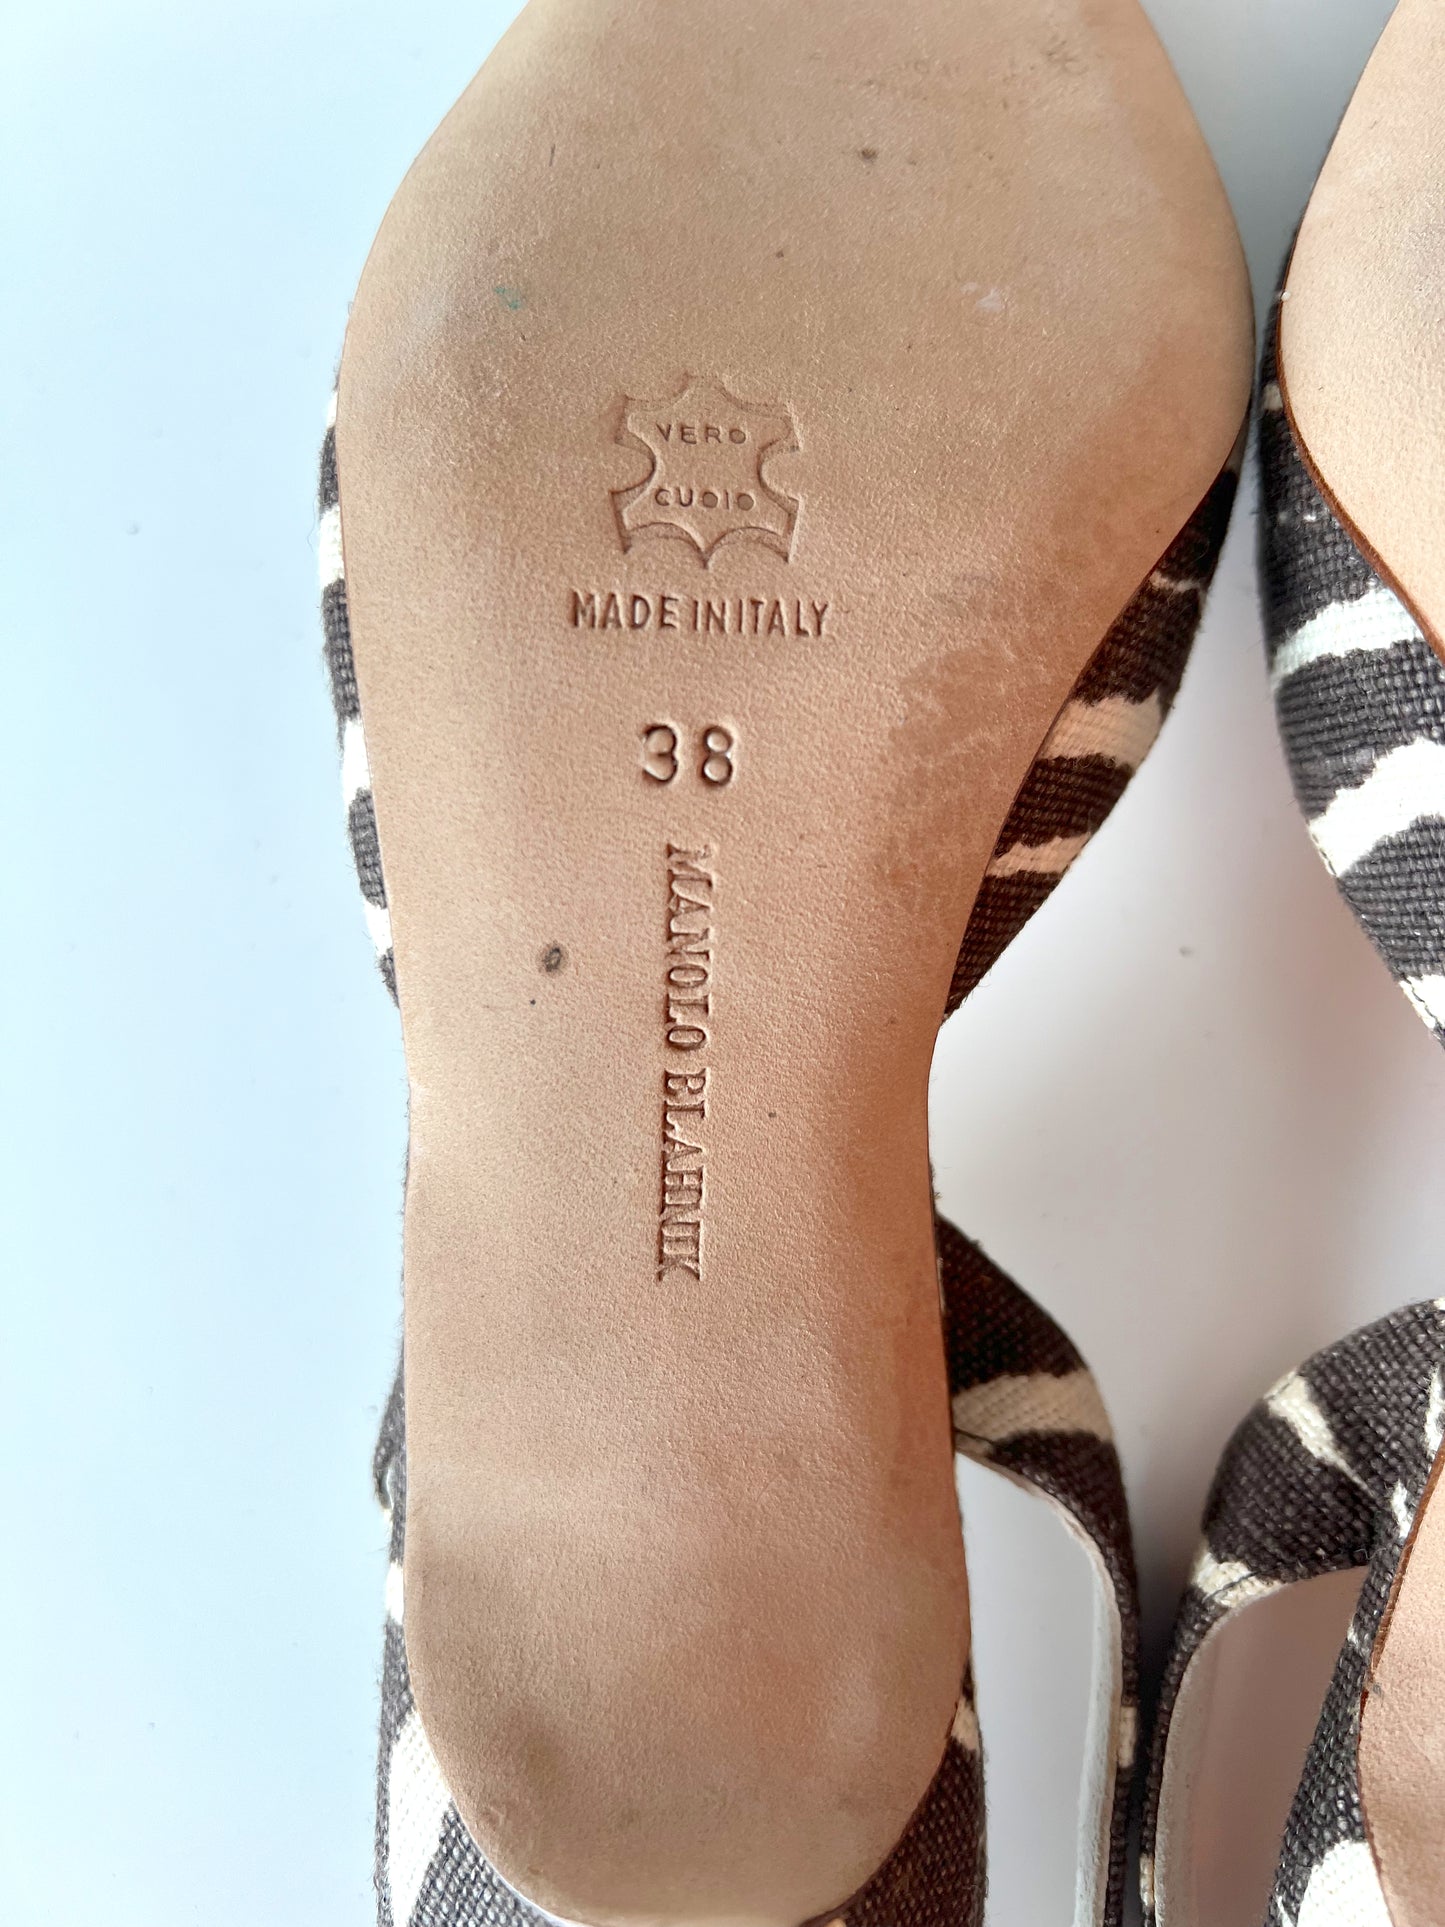 VERO
CUOIO
MADE IN ITALY
38
MANOLO BLAHNIK